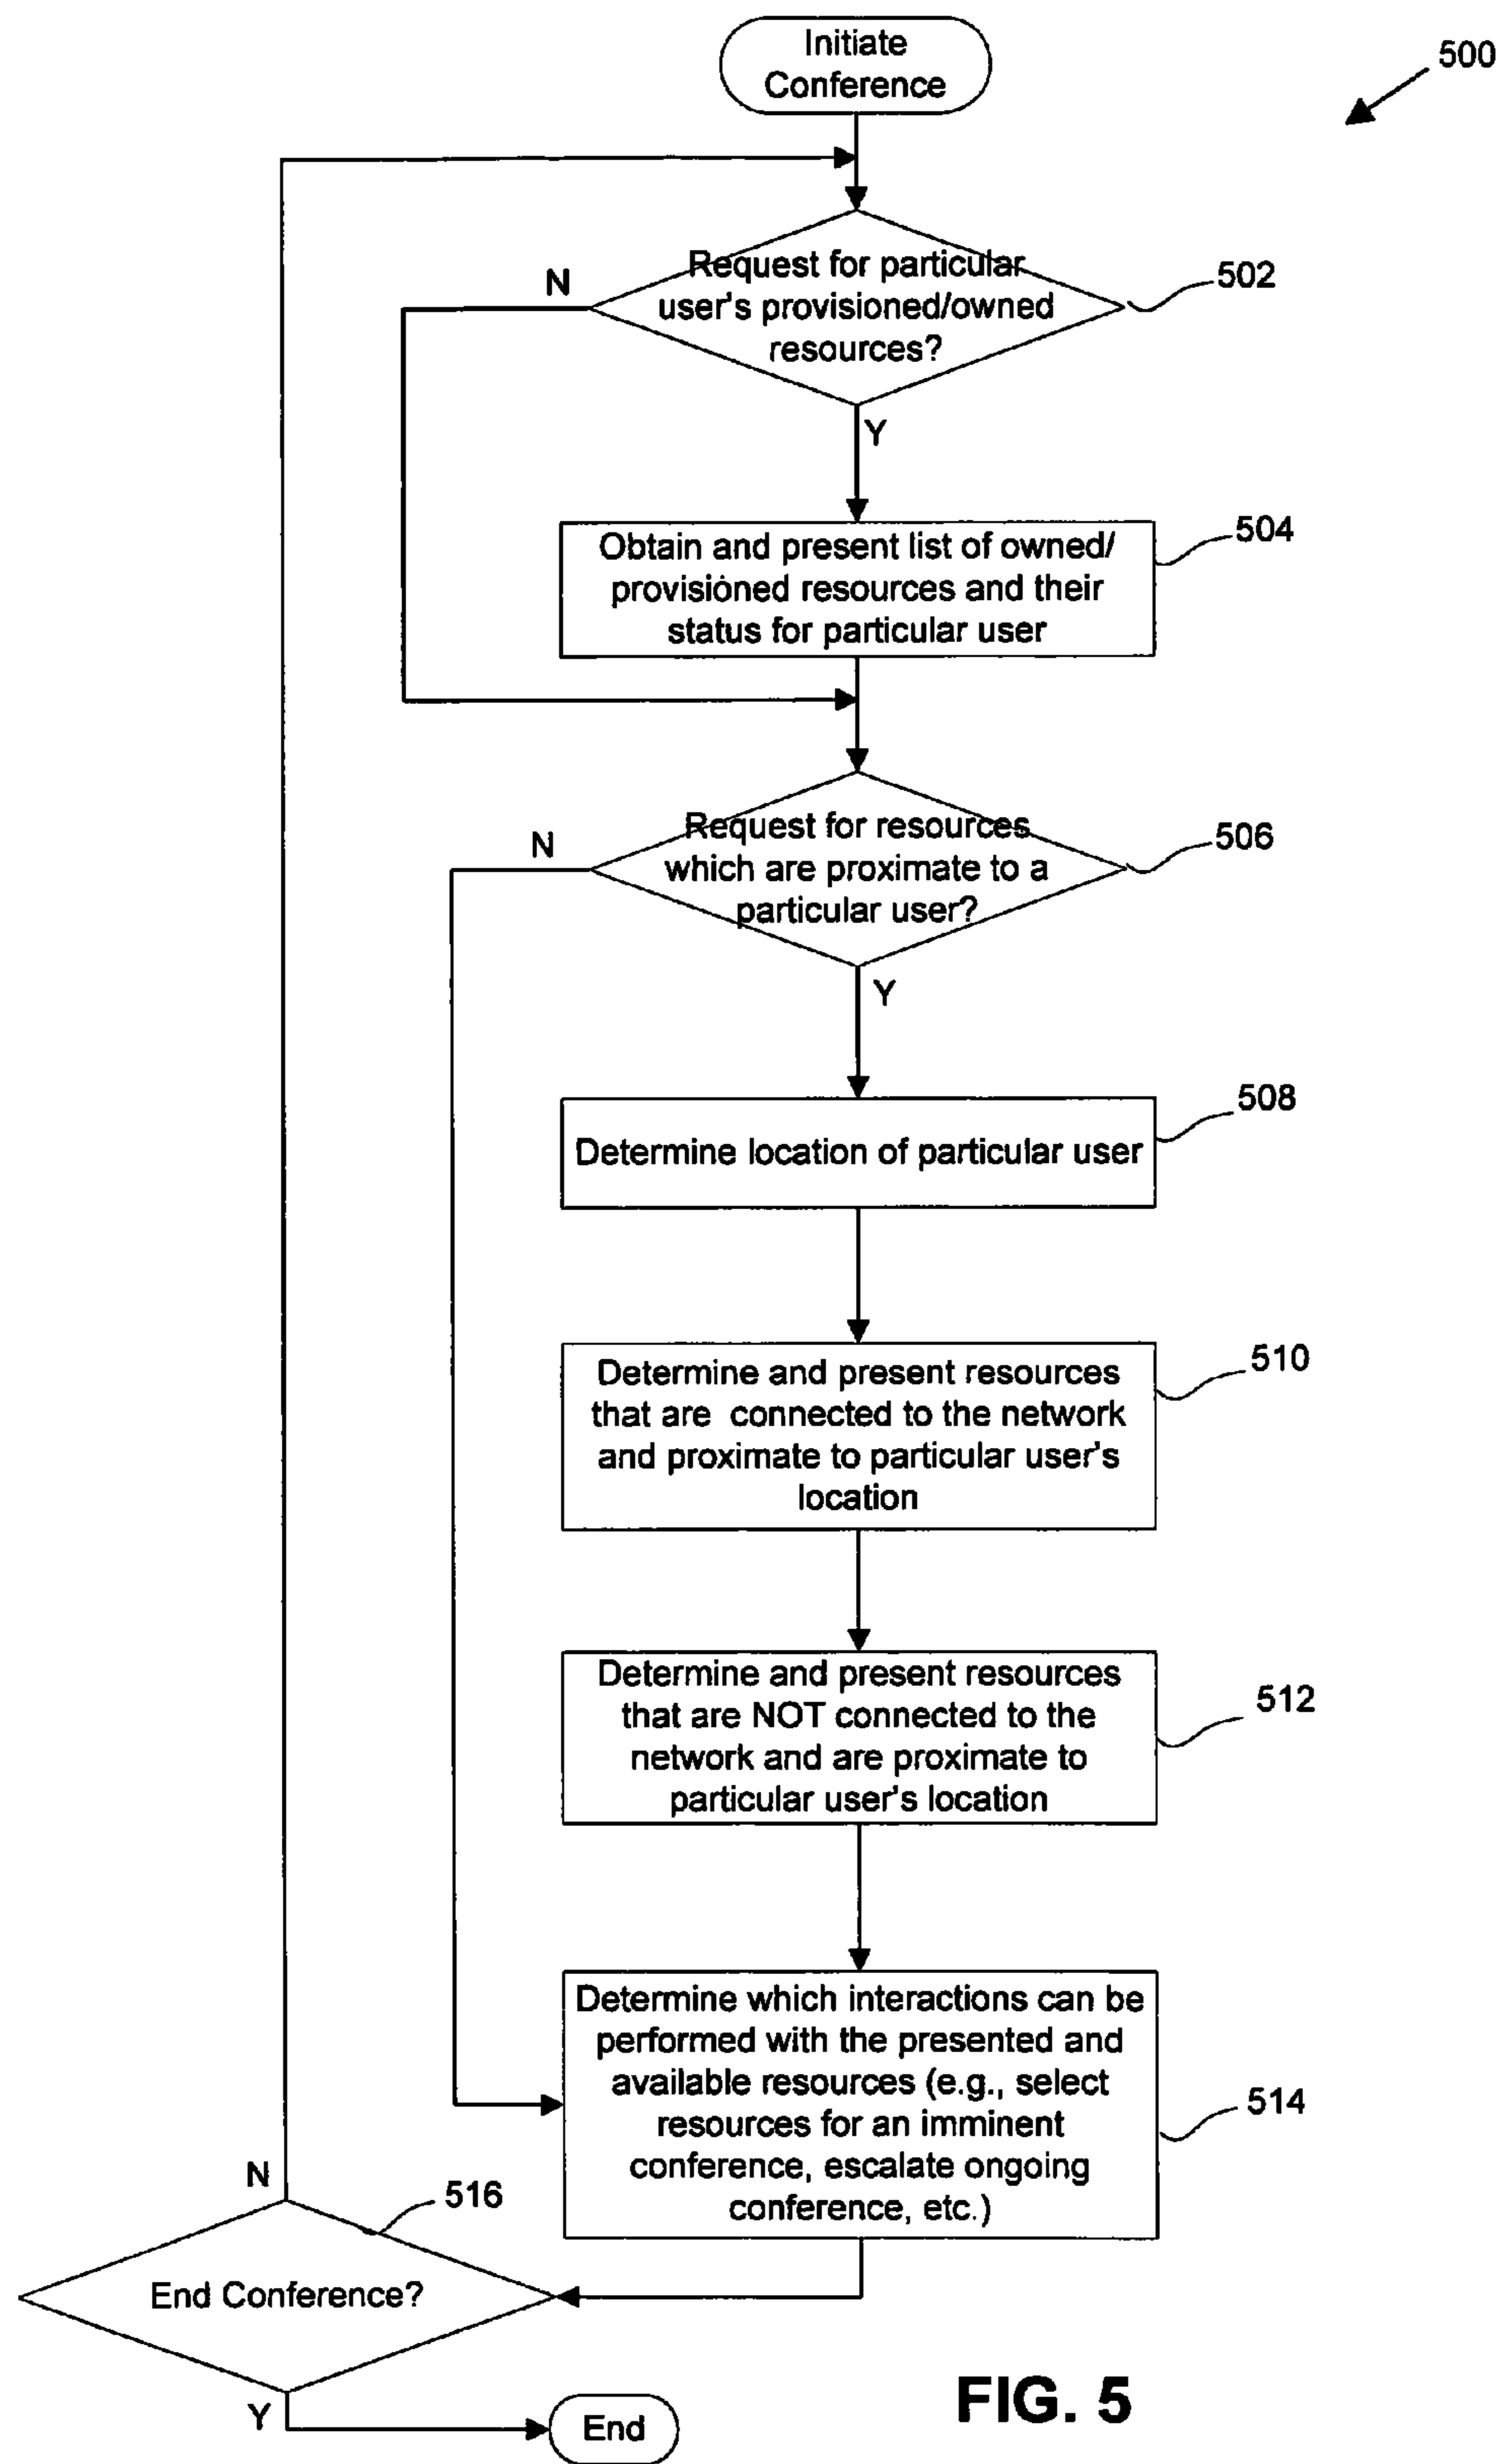 Initiate
Conference
500
Request for particular
user's provisioned/owned
resources?
N
502
Y
Obtain and present list of owned/
provisioned resources and their
status for particular user
504
Request for resources
which are proximate to a
particular user?
N
506
Y
Determine location of particular user
508
Determine and present resources
that are connected to the network
and proximate to particular user's
location
510
Determine and present resources
that are NOT connected to the
network and are proximate to
particular user's location
512
Determine which interactions can be
performed with the presented and
available resources (e.g., select
resources for an imminent
conference, escalate ongoing
conference, etc.)
514
N
516
End Conference?
Y
End
FIG. 5